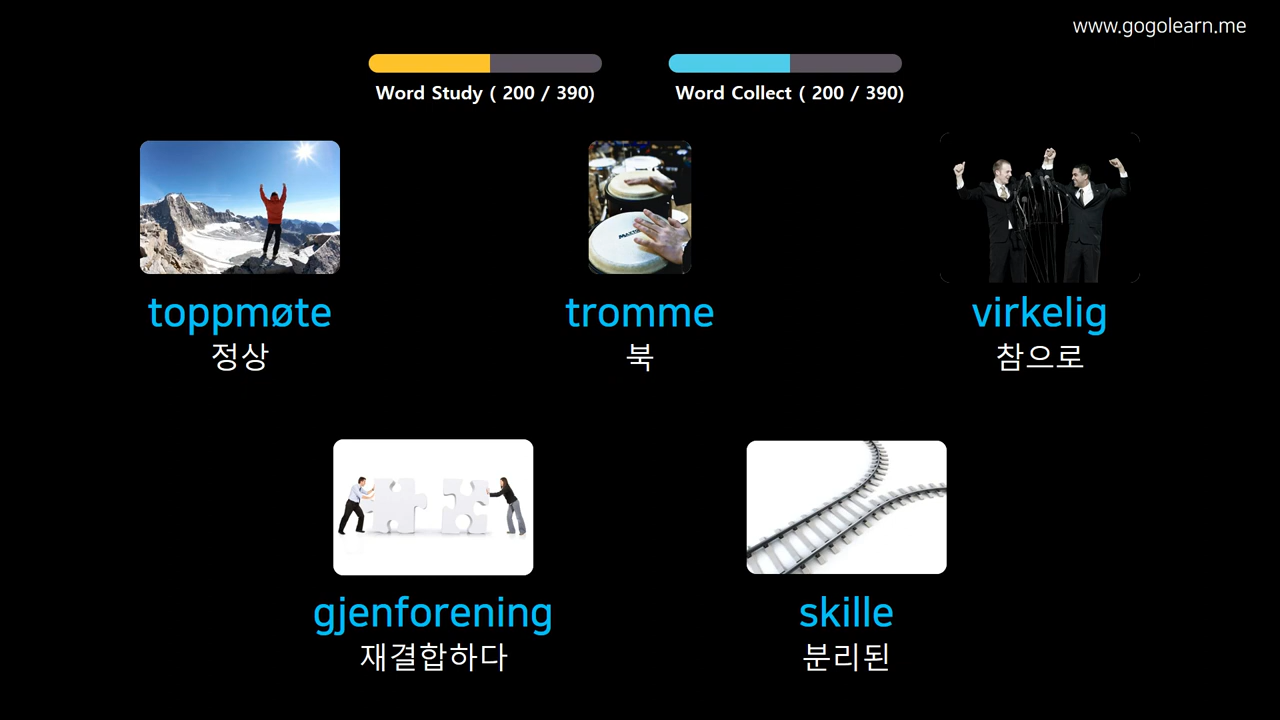 www.gogolearn.me
Word Study ( 200 / 390)
Word Collect ( 200 / 390)
toppmøte
정상
tromme
북
virkelig
참으로
gjenforening
재결합하다
skille
분리된